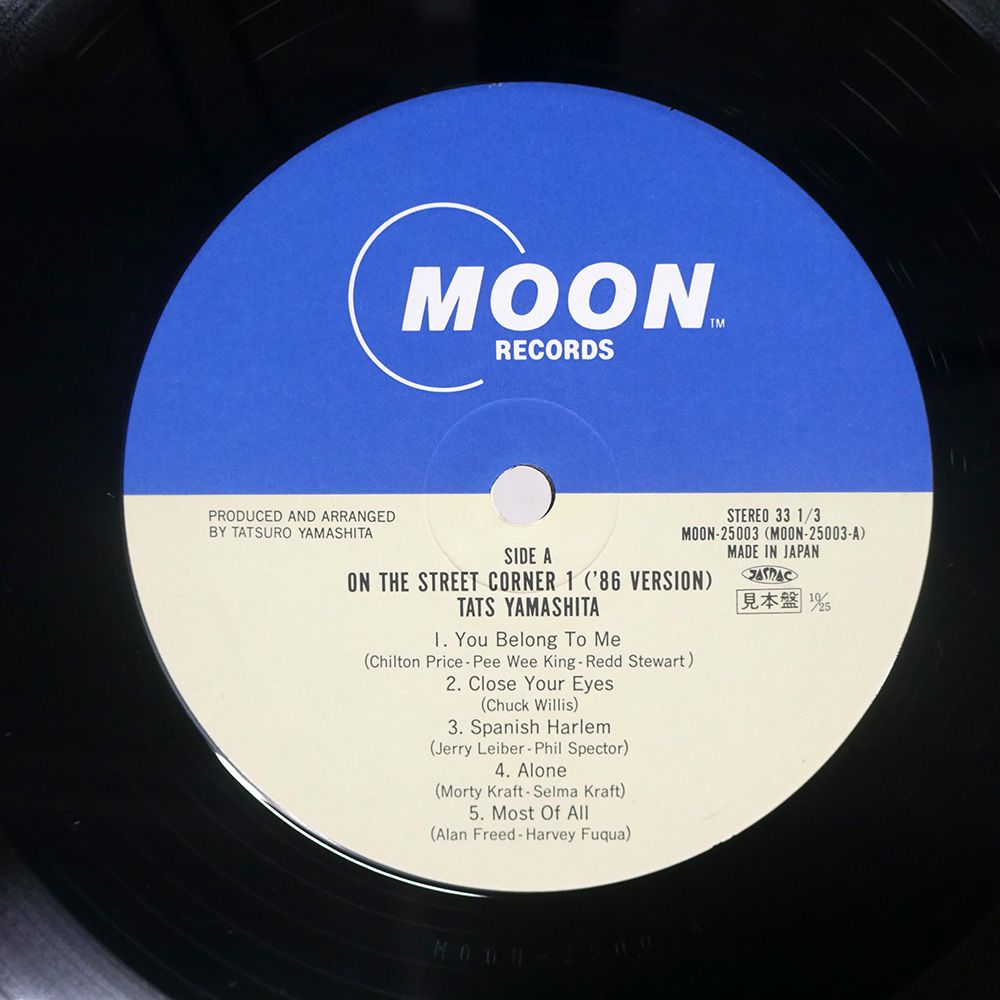 MOON TM
RECORDS
PRODUCED AND ARRANGED
BY TATSURO YAMASHITA
STEREO 33 1/3
MOON-25003 (MOON-25003-A)
MADE IN JAPAN
JASRAC
見本盤 10/25
SIDE A
ON THE STREET CORNER 1 ('86 VERSION)
TATS YAMASHITA
1. You Belong To Me
(Chilton Price-Pee Wee King-Redd Stewart)
2. Close Your Eyes
(Chuck Willis)
3. Spanish Harlem
(Jerry Leiber-Phil Spector)
4. Alone
(Morty Kraft-Selma Kraft)
5. Most Of All
(Alan Freed-Harvey Fuqua)